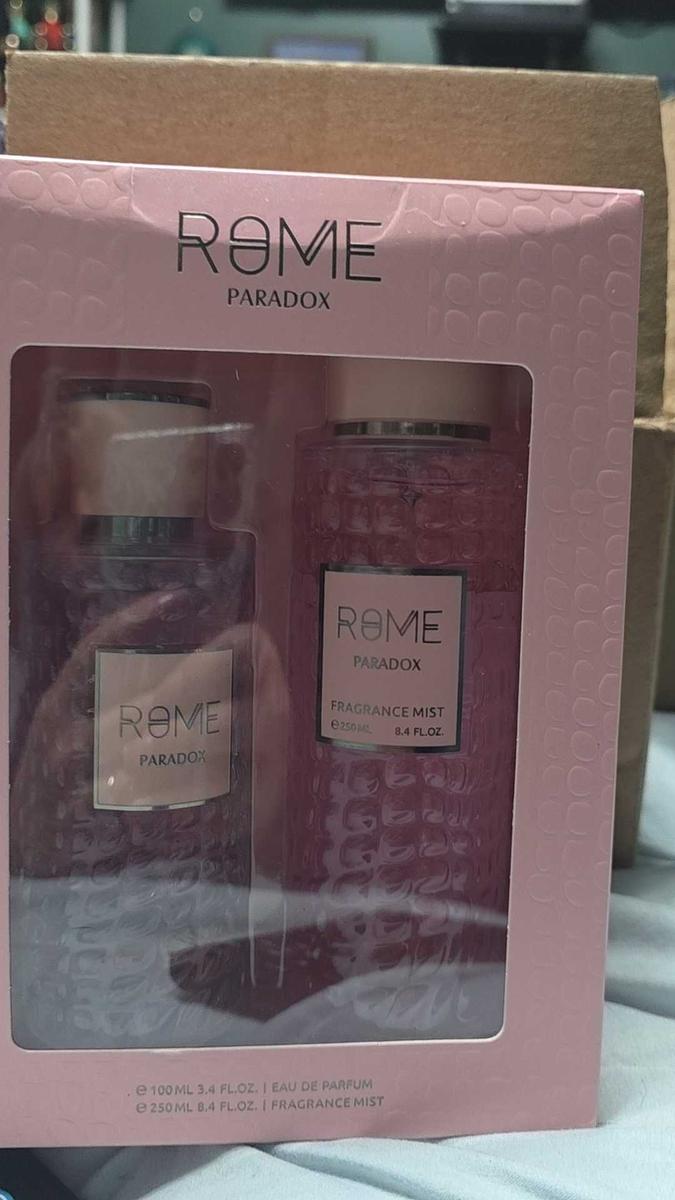 ROME
PARADOX
ROME
PARADOX
FRAGRANCE MIST
℮250ML 8.4 FL.OZ.
ROME
PARADOX
℮100ML 3.4 FL.OZ. | EAU DE PARFUM
℮250ML 8.4 FL.OZ. | FRAGRANCE MIST